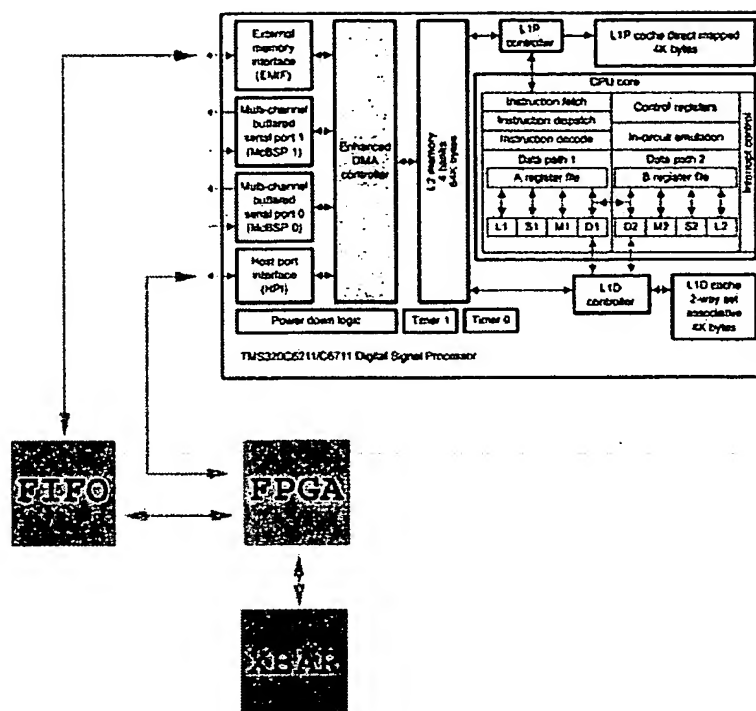 External
memory
interface
(EMIF)
Multi-channel
buffered
serial port 1
(McBSP 1)
Multi-channel
buffered
serial port 0
(McBSP 0)
Host port
interface
(HPI)
Enhanced
DMA
controller
L2 memory
4 banks
64K bytes
L1P
controller
L1P cache direct mapped
4K bytes
CPU core
Instruction fetch
Instruction dispatch
Instruction decode
Control registers
In-circuit emulation
Interrupt control
Data path 1
A register file
Data path 2
B register file
L1 S1 M1 D1
D2 M2 S2 L2
L1D
controller
L1D cache
2-way set
associative
4K bytes
Power down logic
Timer 1
Timer 0
TMS320C6211/C6711 Digital Signal Processor
FIFO
FPGA
XBAR